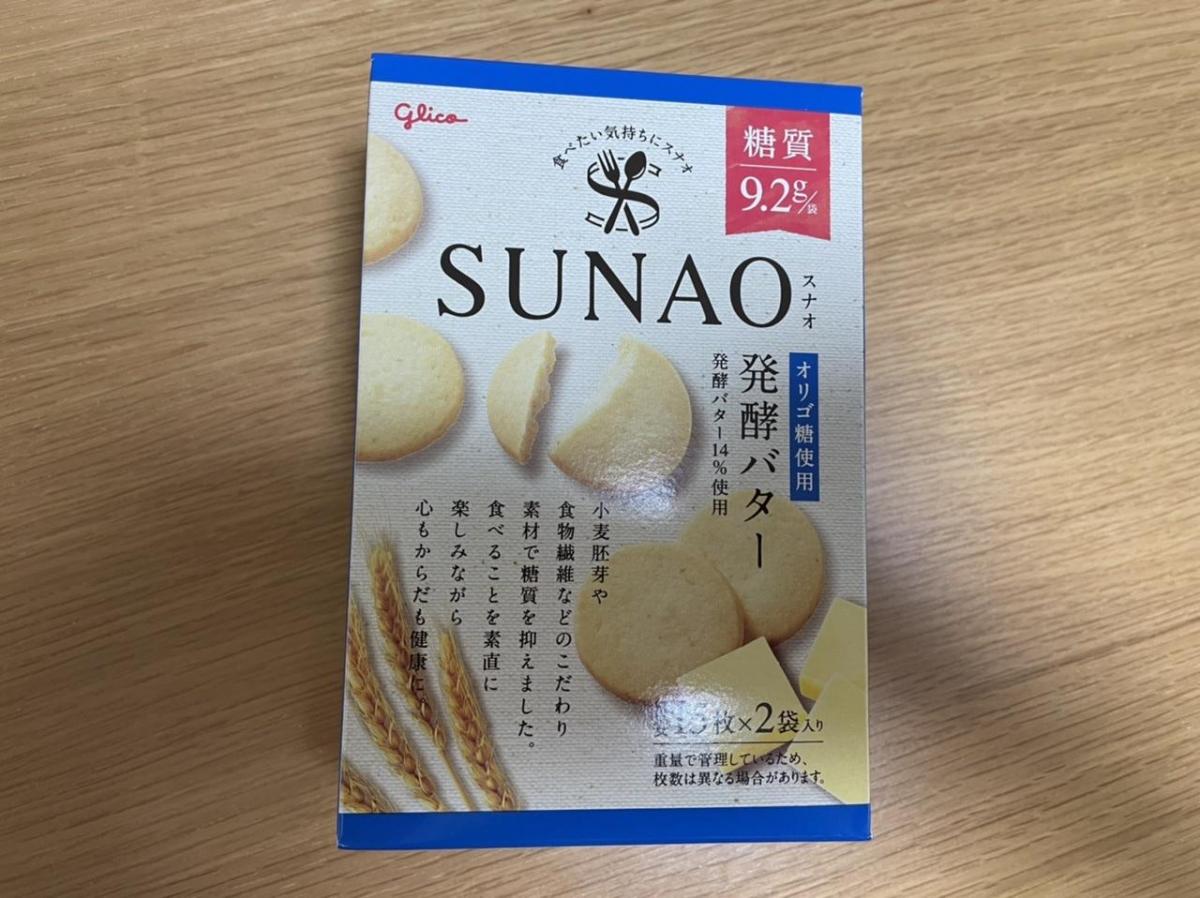 Glico
食べたい気持ちにスナオ
糖質
9.2g/袋
SUNAO
スナオ
オリゴ糖使用
発酵バター
発酵バター14%使用
小麦胚芽や
食物繊維などのこだわり
素材で糖質を抑えました。
食べることを素直に
楽しみながら
心もからだも健康に。
枚×2袋入り
重量で管理しているため、
枚数は異なる場合があります。